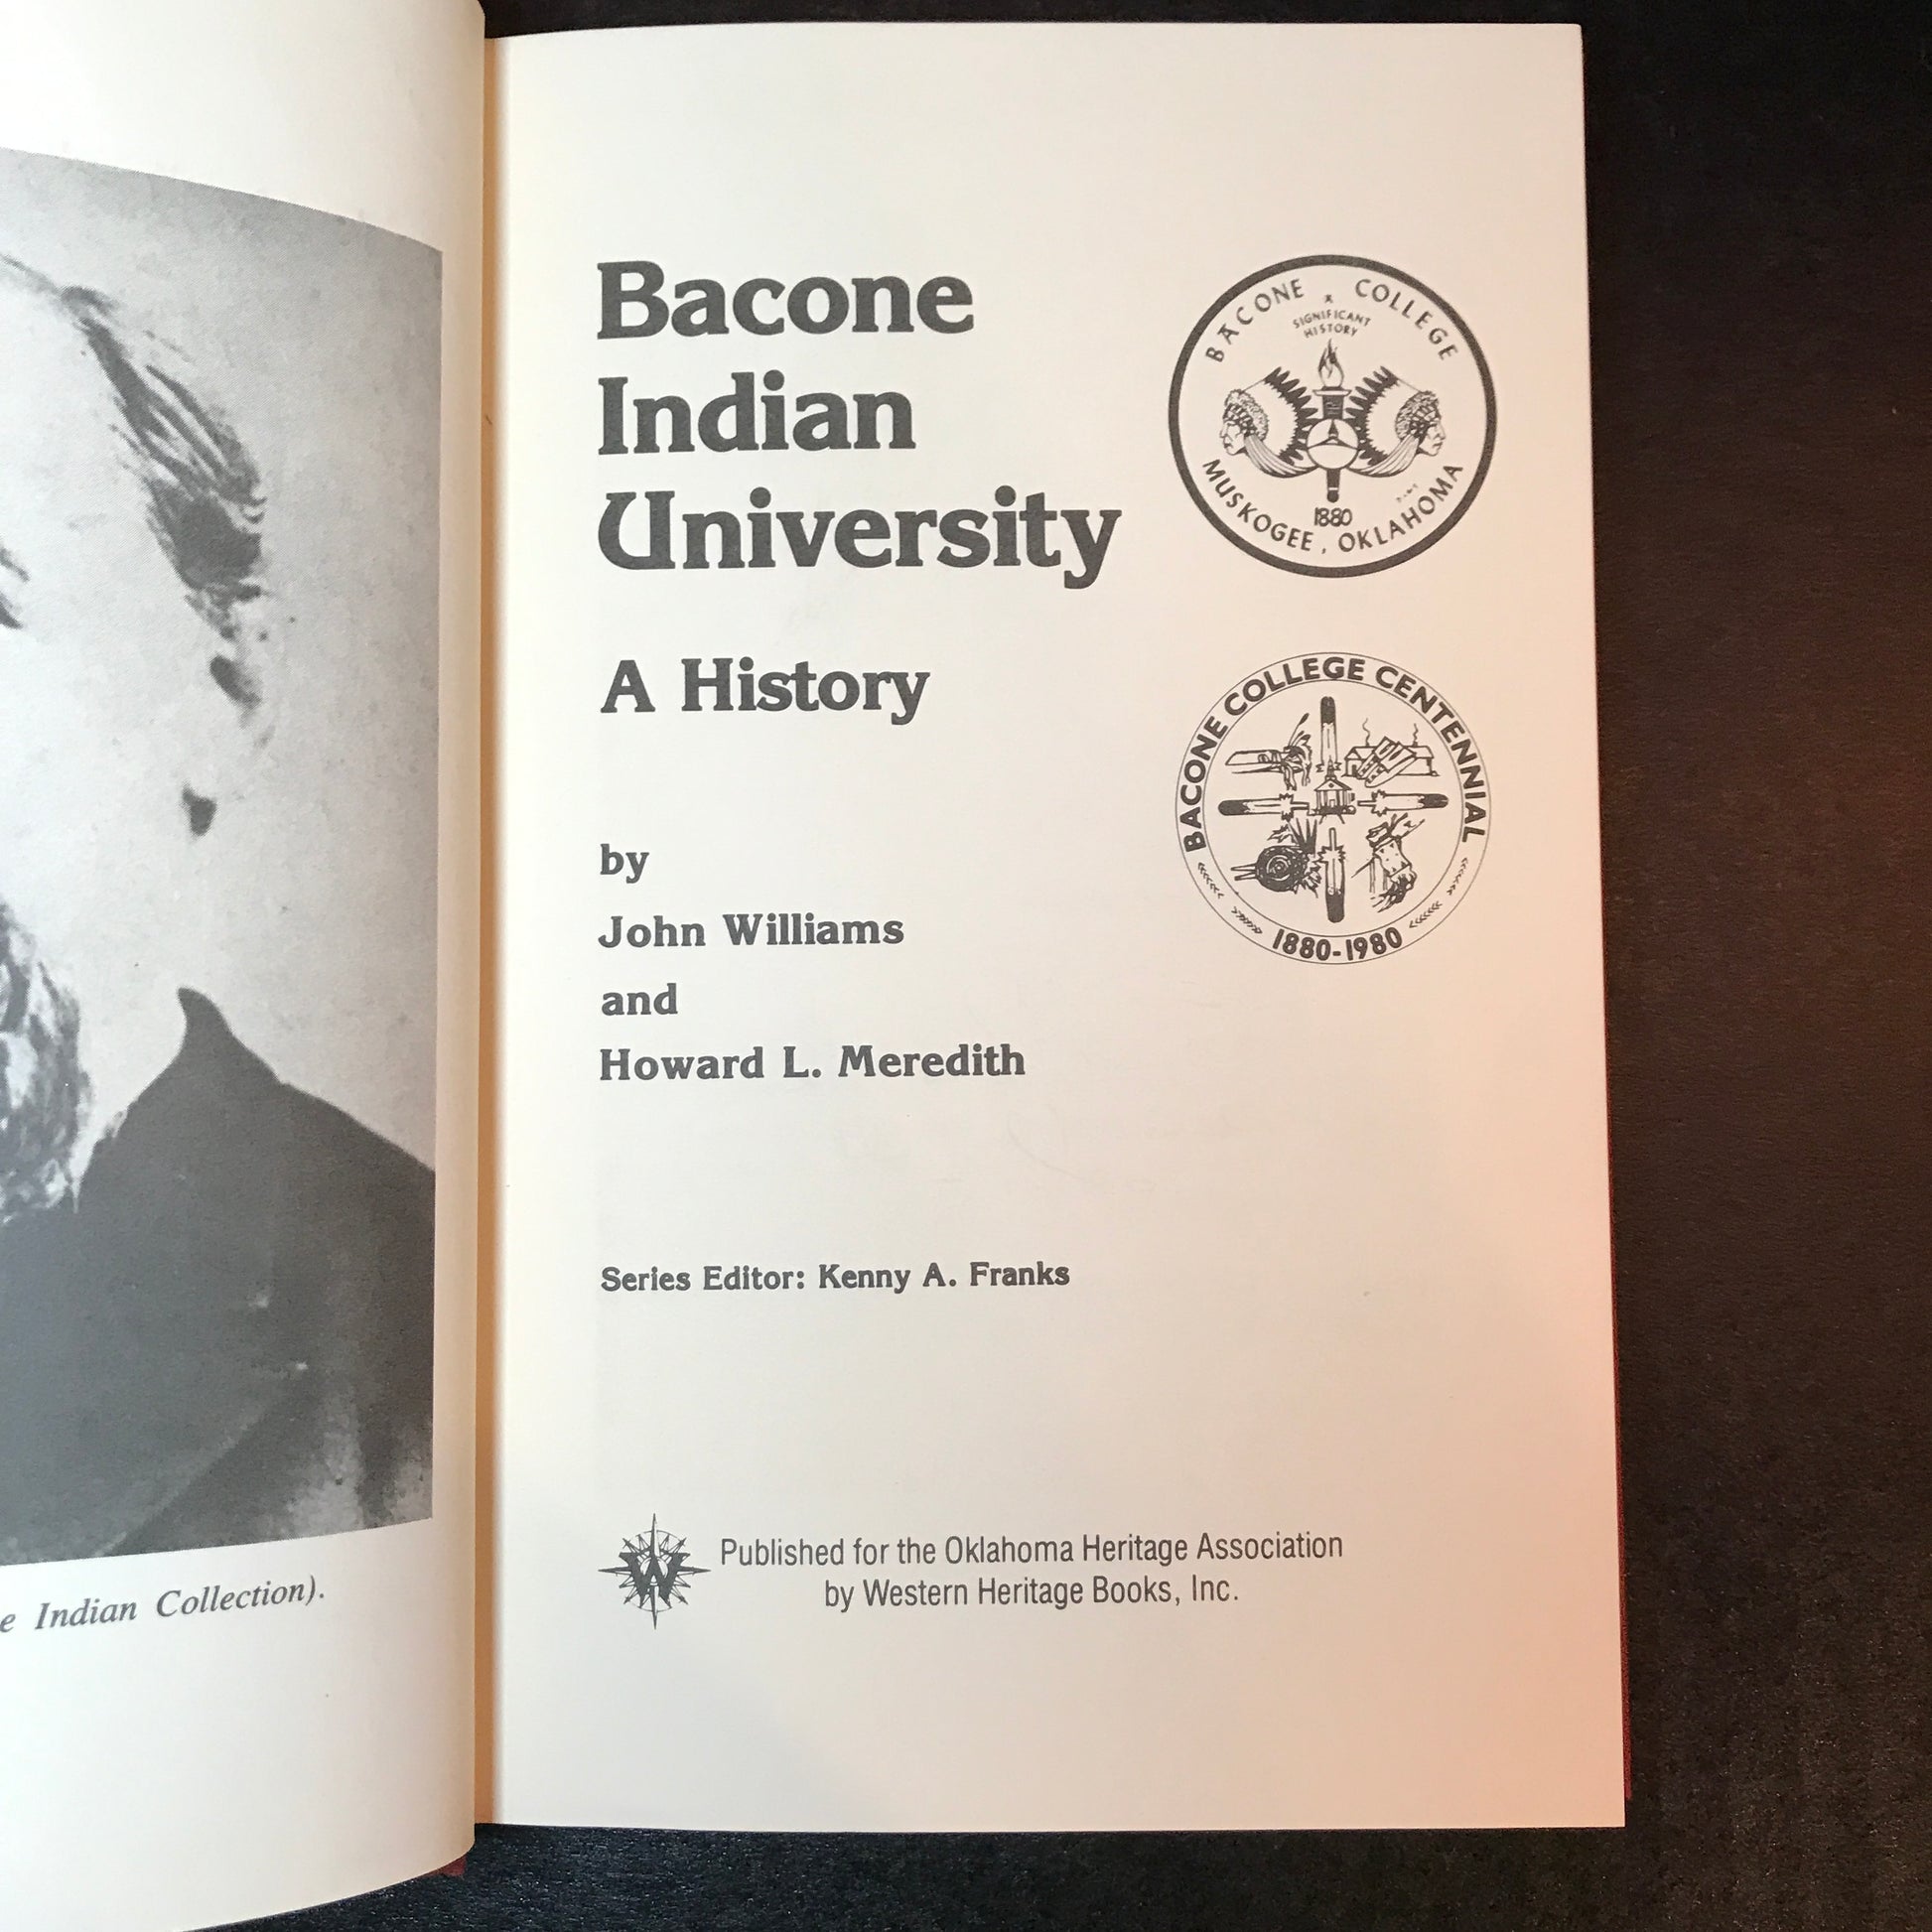 e Indian Collection).
Bacone
Indian
University
A History
by
John Williams
and
Howard L. Meredith
Series Editor: Kenny A. Franks
Published for the Oklahoma Heritage Association
by Western Heritage Books, Inc.
W
BACONE COLLEGE
SIGNIFICANT
HISTORY
1880
MUSKOGEE, OKLAHOMA
BACONE COLLEGE CENTENNIAL
1880-1980